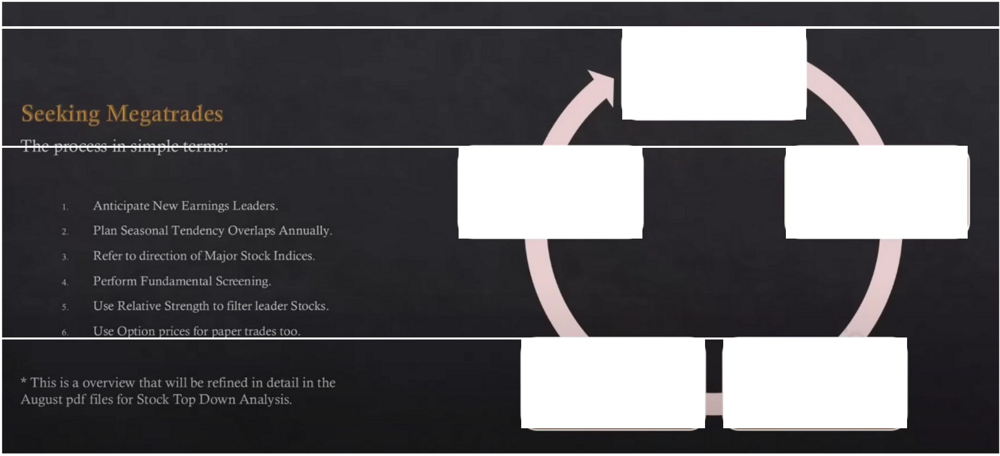 Seeking Megatrades
The process in simple terms:
1. Anticipate New Earnings Leaders.
2. Plan Seasonal Tendency Overlaps Annually.
3. Refer to direction of Major Stock Indices.
4. Perform Fundamental Screening.
5. Use Relative Strength to filter leader Stocks.
6. Use Option prices for paper trades too.
* This is a overview that will be refined in detail in the
August pdf files for Stock Top Down Analysis.